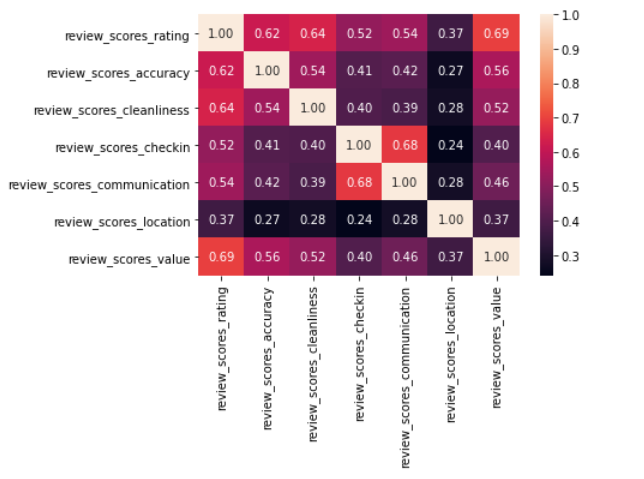 review_scores_rating 1.00 0.62 0.64 0.52 0.54 0.37 0.69
review_scores_accuracy 0.62 1.00 0.54 0.41 0.42 0.27 0.56
review_scores_cleanliness 0.64 0.54 1.00 0.40 0.39 0.28 0.52
review_scores_checkin 0.52 0.41 0.40 1.00 0.68 0.24 0.40
review_scores_communication 0.54 0.42 0.39 0.68 1.00 0.28 0.46
review_scores_location 0.37 0.27 0.28 0.24 0.28 1.00 0.37
review_scores_value 0.69 0.56 0.52 0.40 0.46 0.37 1.00
review_scores_rating
review_scores_accuracy
review_scores_cleanliness
review_scores_checkin
review_scores_communication
review_scores_location
review_scores_value
1.0
0.9
0.8
0.7
0.6
0.5
0.4
0.3